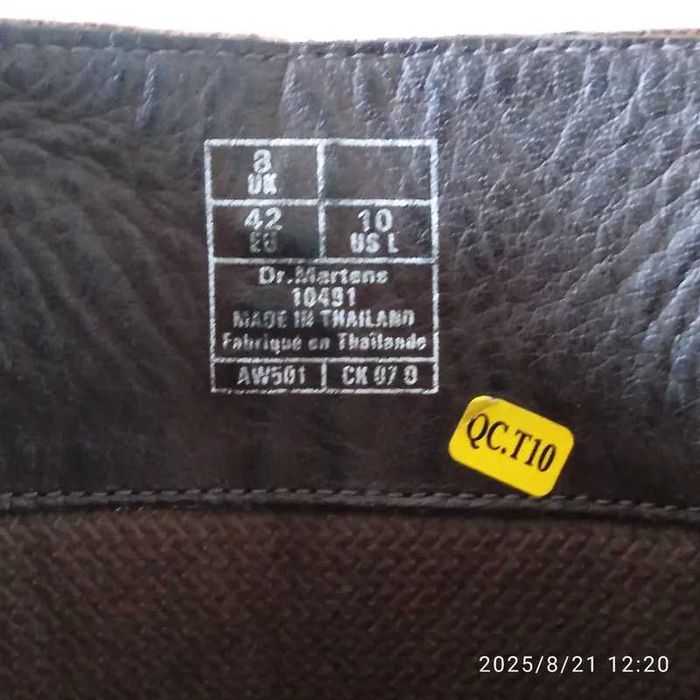 8
UK
42
EU
10
US L
Dr.Martens
10491
MADE IN THAILAND
Fabriqué en Thaïlande
AW501
CK 07 0
QC.T10
2025/8/21 12:20